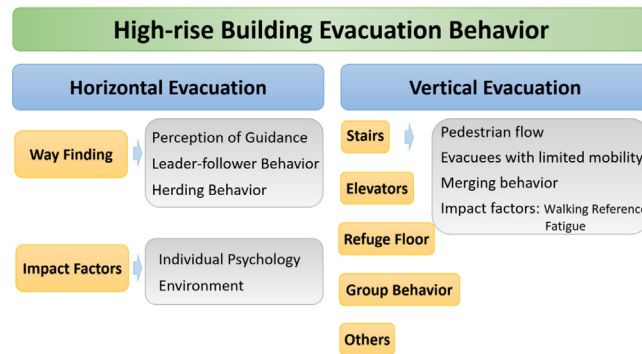 High-rise Building Evacuation Behavior
Horizontal Evacuation
Way Finding
Perception of Guidance
Leader-follower Behavior
Herding Behavior
Impact Factors
Individual Psychology
Environment
Vertical Evacuation
Stairs
Pedestrian flow
Evacuees with limited mobility
Merging behavior
Impact factors: Walking Reference
Fatigue
Elevators
Refuge Floor
Group Behavior
Others